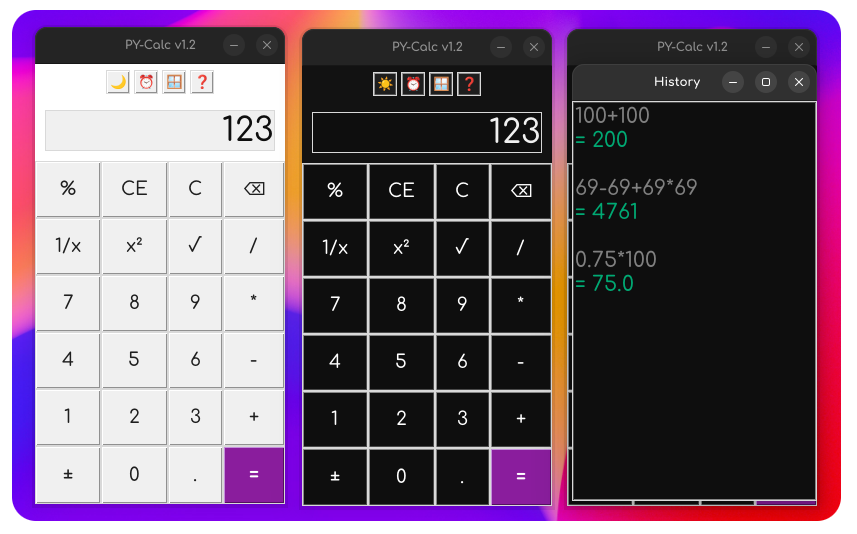 PY-Calc v1.2
123
% CE C ⌫
1/x x² √ /
7 8 9 *
4 5 6 -
1 2 3 +
± 0 . =
PY-Calc v1.2
123
% CE C ⌫
1/x x² √ /
7 8 9 *
4 5 6 -
1 2 3 +
± 0 . =
PY-Calc v1.2
History
100+100
= 200
69-69+69*69
= 4761
0.75*100
= 75.0